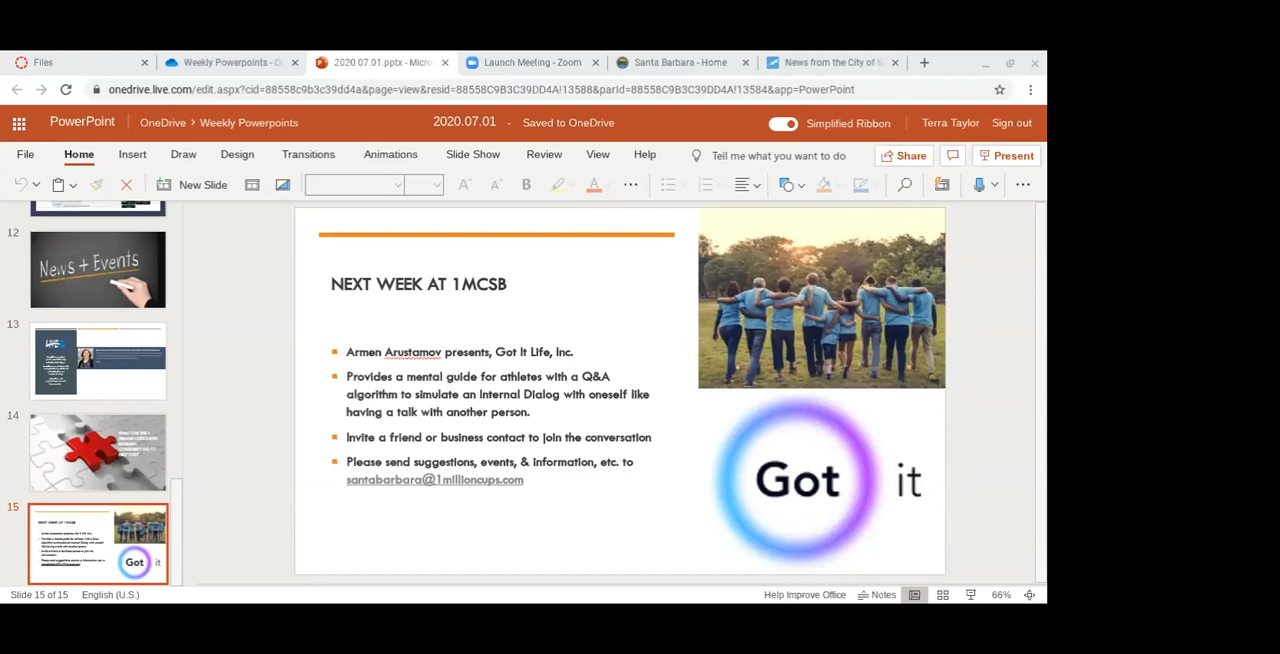 Files
Weekly Powerpoints - O
2020.07.01.pptx - Micros
Launch Meeting - Zoom
Santa Barbara - Home
News from the City of S
onedrive.live.com/edit.aspx?cid=88558c9b3c39dd4a&page=view&resid=88558C9B3C39DD4A!13588&parId=88558C9B3C39DD4A!13584&app=PowerPoint
PowerPoint OneDrive > Weekly Powerpoints 2020.07.01 - Saved to OneDrive Simplified Ribbon Terra Taylor Sign out
File Home Insert Draw Design Transitions Animations Slide Show Review View Help Tell me what you want to do Share Present
New Slide
12
News + Events
13
14
15
NEXT WEEK AT 1MCSB
Got it
NEXT WEEK AT 1MCSB
Armen Arustamov presents, Got It Life, Inc.
Provides a mental guide for athletes with a Q&A
algorithm to simulate an Internal Dialog with oneself like
having a talk with another person.
Invite a friend or business contact to join the conversation
Please send suggestions, events, & information, etc. to
santabarbara@1millioncups.com
Got it
Slide 15 of 15 English (U.S.) Help Improve Office Notes 66%